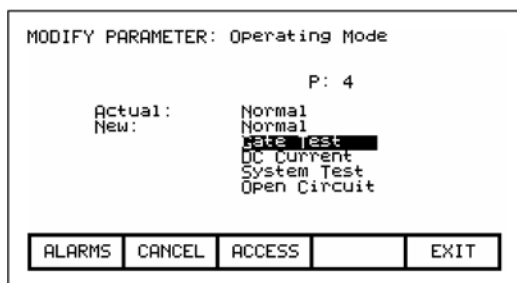 MODIFY PARAMETER: Operating Mode
P: 4
Actual: Normal
New: Normal
Gate Test
DC Current
System Test
Open Circuit
ALARMS CANCEL ACCESS EXIT